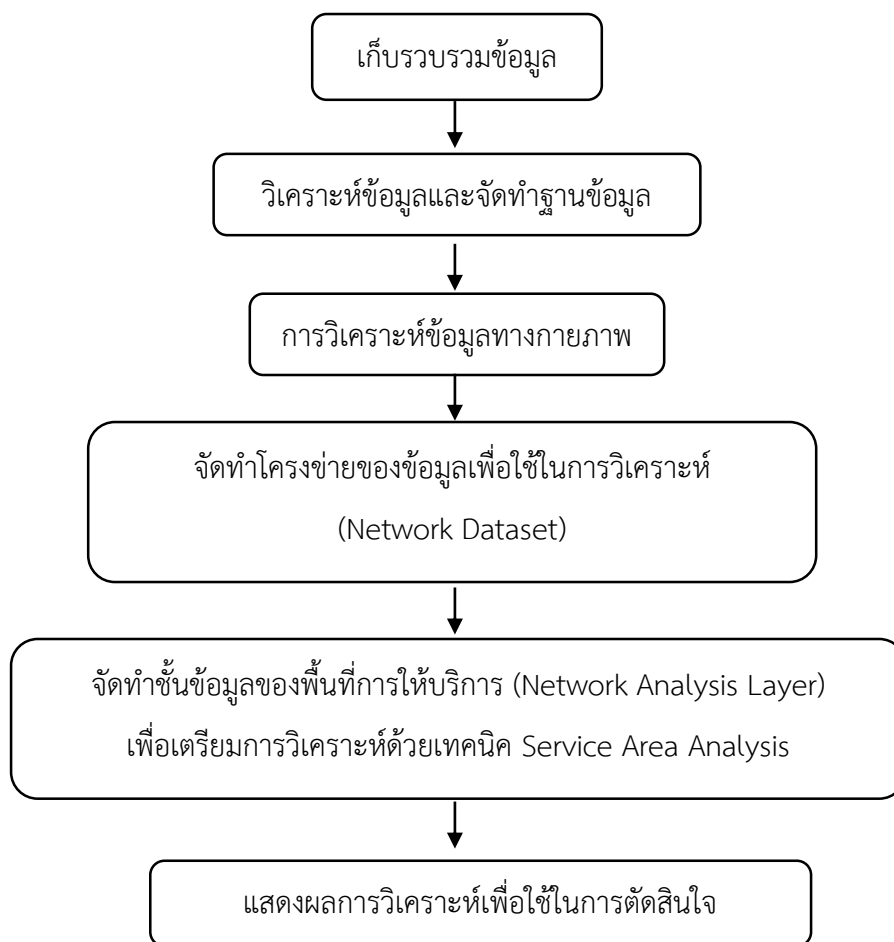 เก็บรวบรวมข้อมูล
วิเคราะห์ข้อมูลและจัดทำฐานข้อมูล
การวิเคราะห์ข้อมูลทางกายภาพ
จัดทำโครงข่ายของข้อมูลเพื่อใช้ในการวิเคราะห์
(Network Dataset)
จัดทำชั้นข้อมูลของพื้นที่การให้บริการ (Network Analysis Layer)
เพื่อเตรียมการวิเคราะห์ด้วยเทคนิค Service Area Analysis
แสดงผลการวิเคราะห์เพื่อใช้ในการตัดสินใจ